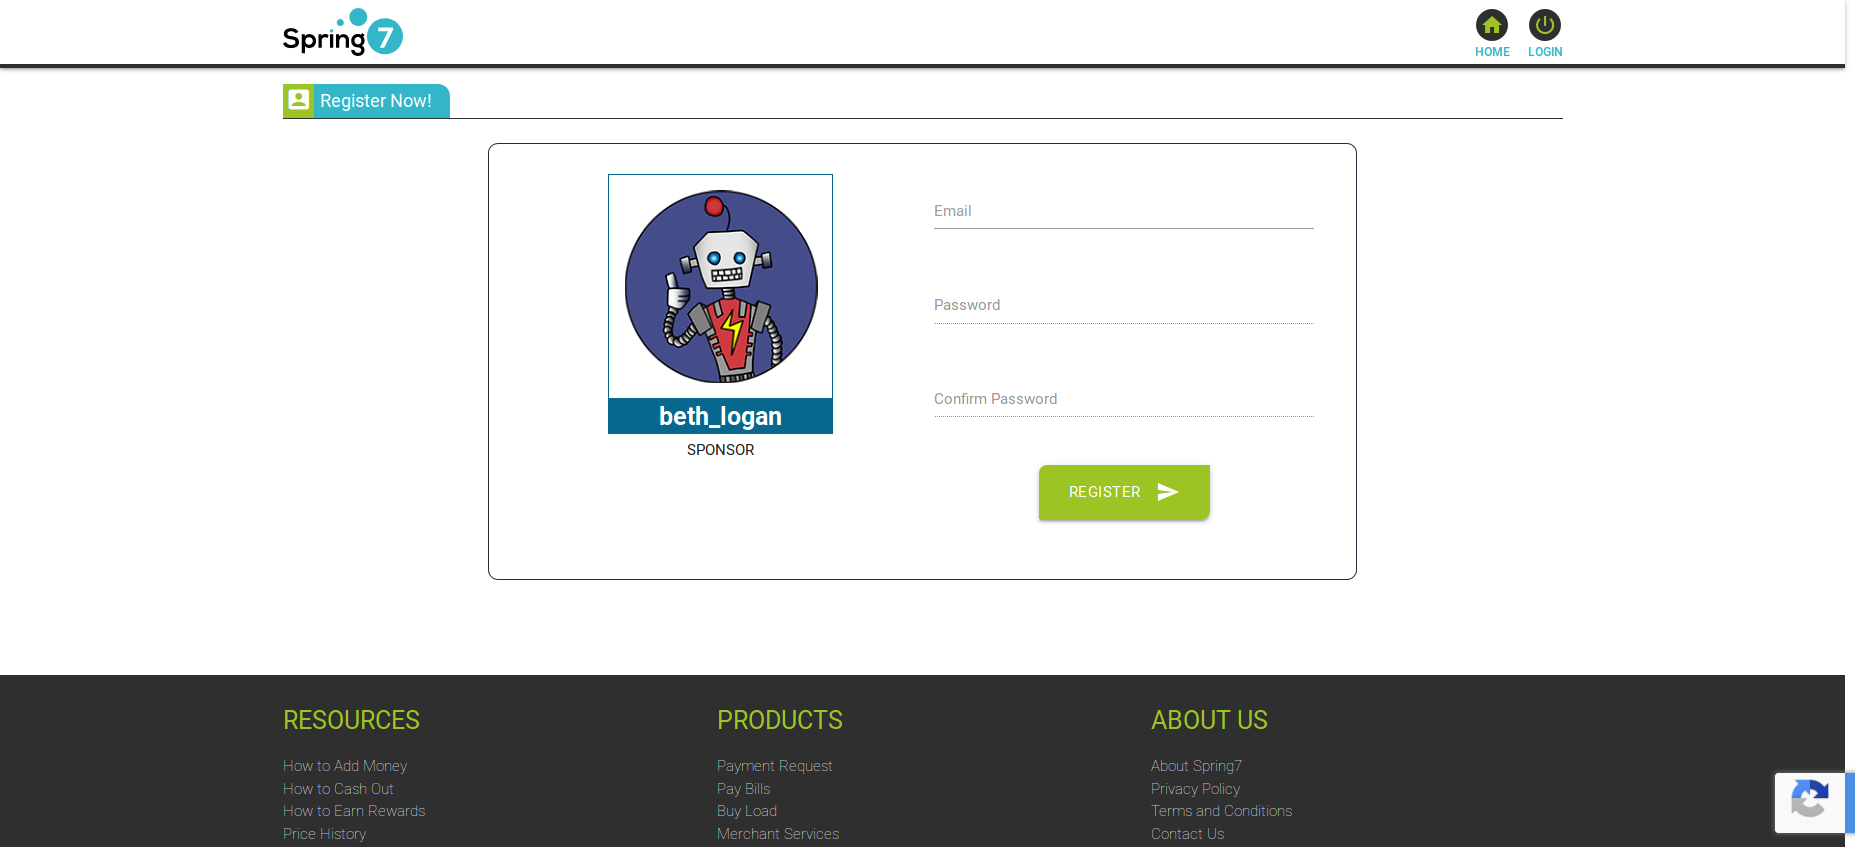 Spring7
HOME
LOGIN
Register Now!
beth_logan
SPONSOR
Email
Password
Confirm Password
REGISTER
RESOURCES
How to Add Money
How to Cash Out
How to Earn Rewards
Price History
PRODUCTS
Payment Request
Pay Bills
Buy Load
Merchant Services
ABOUT US
About Spring7
Privacy Policy
Terms and Conditions
Contact Us